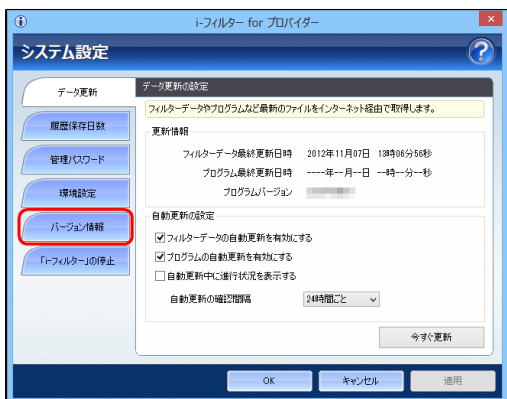 i-フィルター for プロバイダー
システム設定
データ更新
履歴保存日数
管理パスワード
環境設定
バージョン情報
「i-フィルター」の停止
データ更新の設定
フィルターデータやプログラムなど最新のファイルをインターネット経由で取得します。
更新情報
フィルターデータ最終更新日時 2012年11月07日 13時06分56秒
プログラム最終更新日時 ----年--月--日 --時--分--秒
プログラムバージョン
自動更新の設定
フィルターデータの自動更新を有効にする
プログラムの自動更新を有効にする
自動更新中に進行状況を表示する
自動更新の確認間隔 24時間ごと
今すぐ更新
OK キャンセル 適用